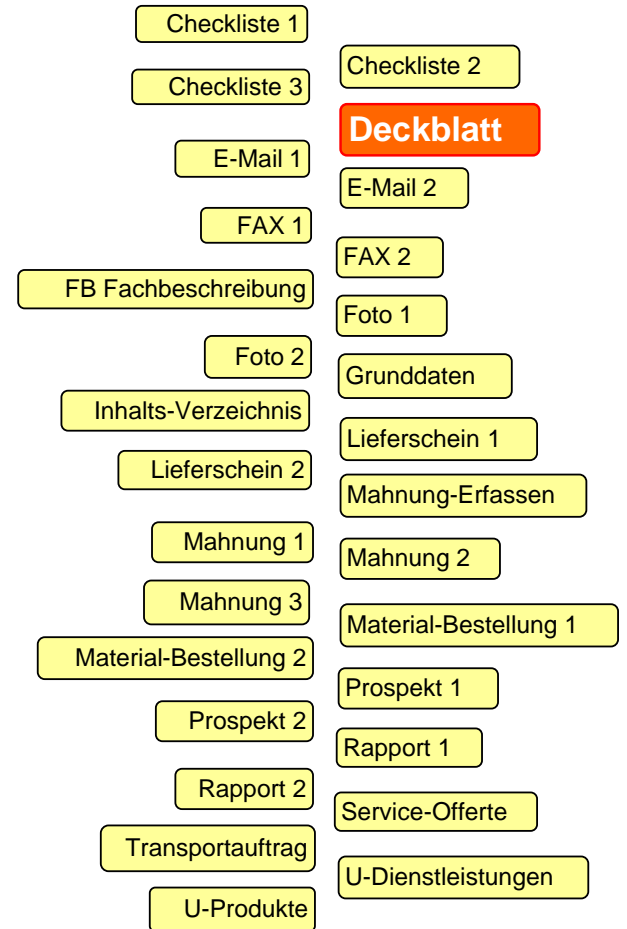 Checkliste 1
Checkliste 2
Checkliste 3
Deckblatt
E-Mail 1
E-Mail 2
FAX 1
FAX 2
FB Fachbeschreibung
Foto 1
Foto 2
Grunddaten
Inhalts-Verzeichnis
Lieferschein 1
Lieferschein 2
Mahnung-Erfassen
Mahnung 1
Mahnung 2
Mahnung 3
Material-Bestellung 1
Material-Bestellung 2
Prospekt 1
Prospekt 2
Rapport 1
Rapport 2
Service-Offerte
Transportauftrag
U-Dienstleistungen
U-Produkte